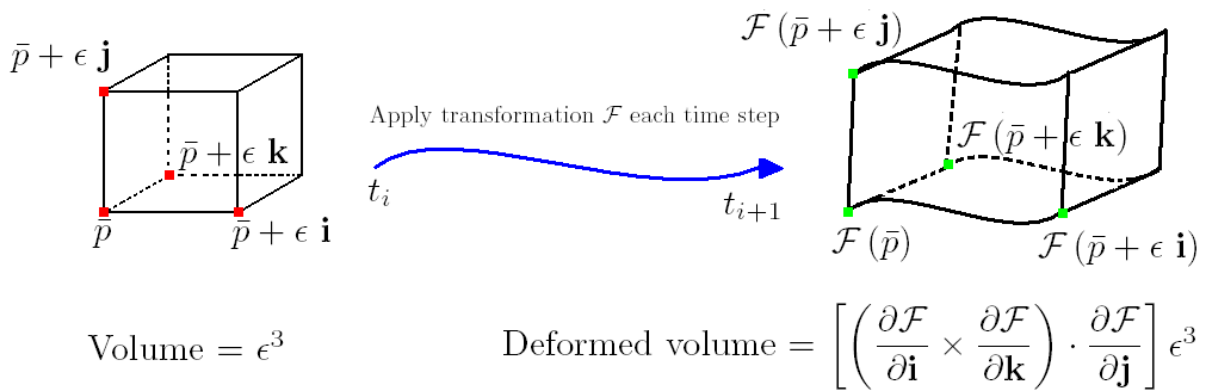 p̄ + ϵ j
p̄ + ϵ k
p̄
p̄ + ϵ i
Apply transformation ℱ each time step
t_i
t_{i+1}
ℱ (p̄ + ϵ j)
ℱ (p̄ + ϵ k)
ℱ (p̄)
ℱ (p̄ + ϵ i)
Volume = ϵ³
Deformed volume = [(∂ℱ/∂i × ∂ℱ/∂k) · ∂ℱ/∂j] ϵ³